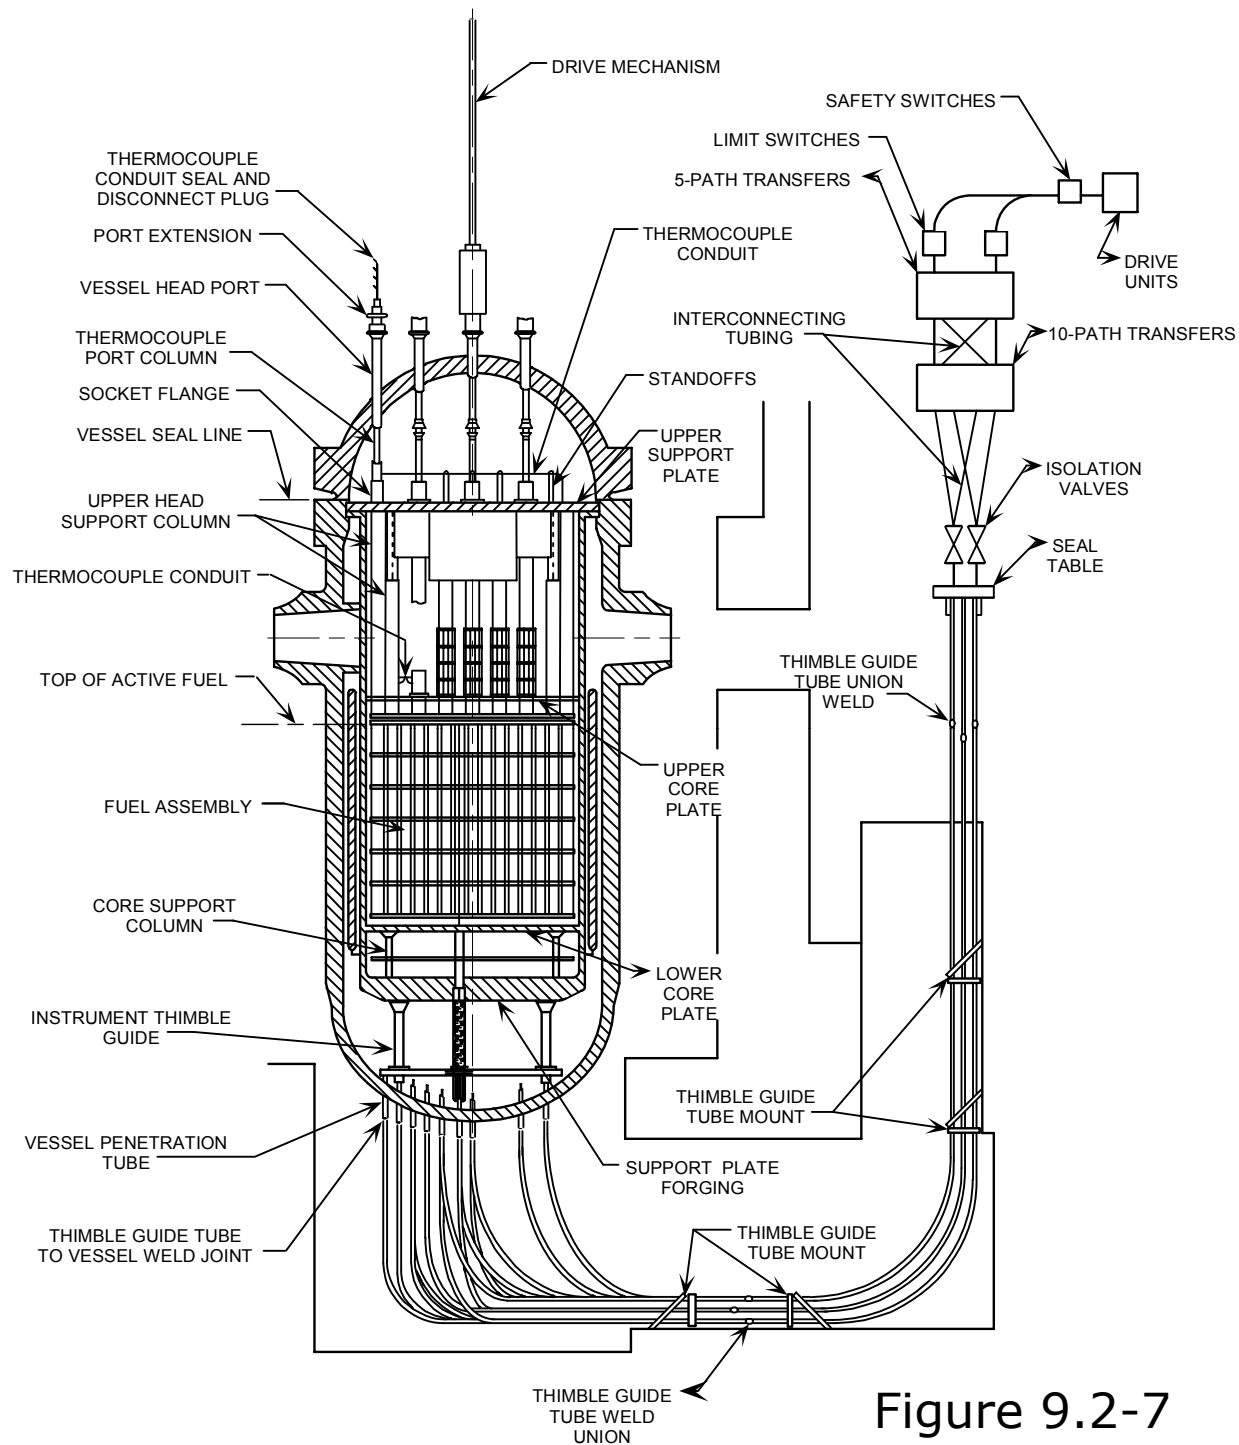 DRIVE MECHANISM
SAFETY SWITCHES
LIMIT SWITCHES
5-PATH TRANSFERS
THERMOCOUPLE
CONDUIT SEAL AND
DISCONNECT PLUG
PORT EXTENSION
THERMOCOUPLE
CONDUIT
DRIVE
UNITS
VESSEL HEAD PORT
INTERCONNECTING
TUBING
10-PATH TRANSFERS
THERMOCOUPLE
PORT COLUMN
STANDOFFS
SOCKET FLANGE
VESSEL SEAL LINE
UPPER
SUPPORT
PLATE
ISOLATION
VALVES
UPPER HEAD
SUPPORT COLUMN
SEAL
TABLE
THERMOCOUPLE CONDUIT
TOP OF ACTIVE FUEL
THIMBLE GUIDE
TUBE UNION
WELD
UPPER
CORE
PLATE
FUEL ASSEMBLY
CORE SUPPORT
COLUMN
LOWER
CORE
PLATE
INSTRUMENT THIMBLE
GUIDE
THIMBLE GUIDE
TUBE MOUNT
VESSEL PENETRATION
TUBE
SUPPORT PLATE
FORGING
THIMBLE GUIDE TUBE
TO VESSEL WELD JOINT
THIMBLE GUIDE
TUBE MOUNT
THIMBLE GUIDE
TUBE WELD
UNION
Figure 9.2-7